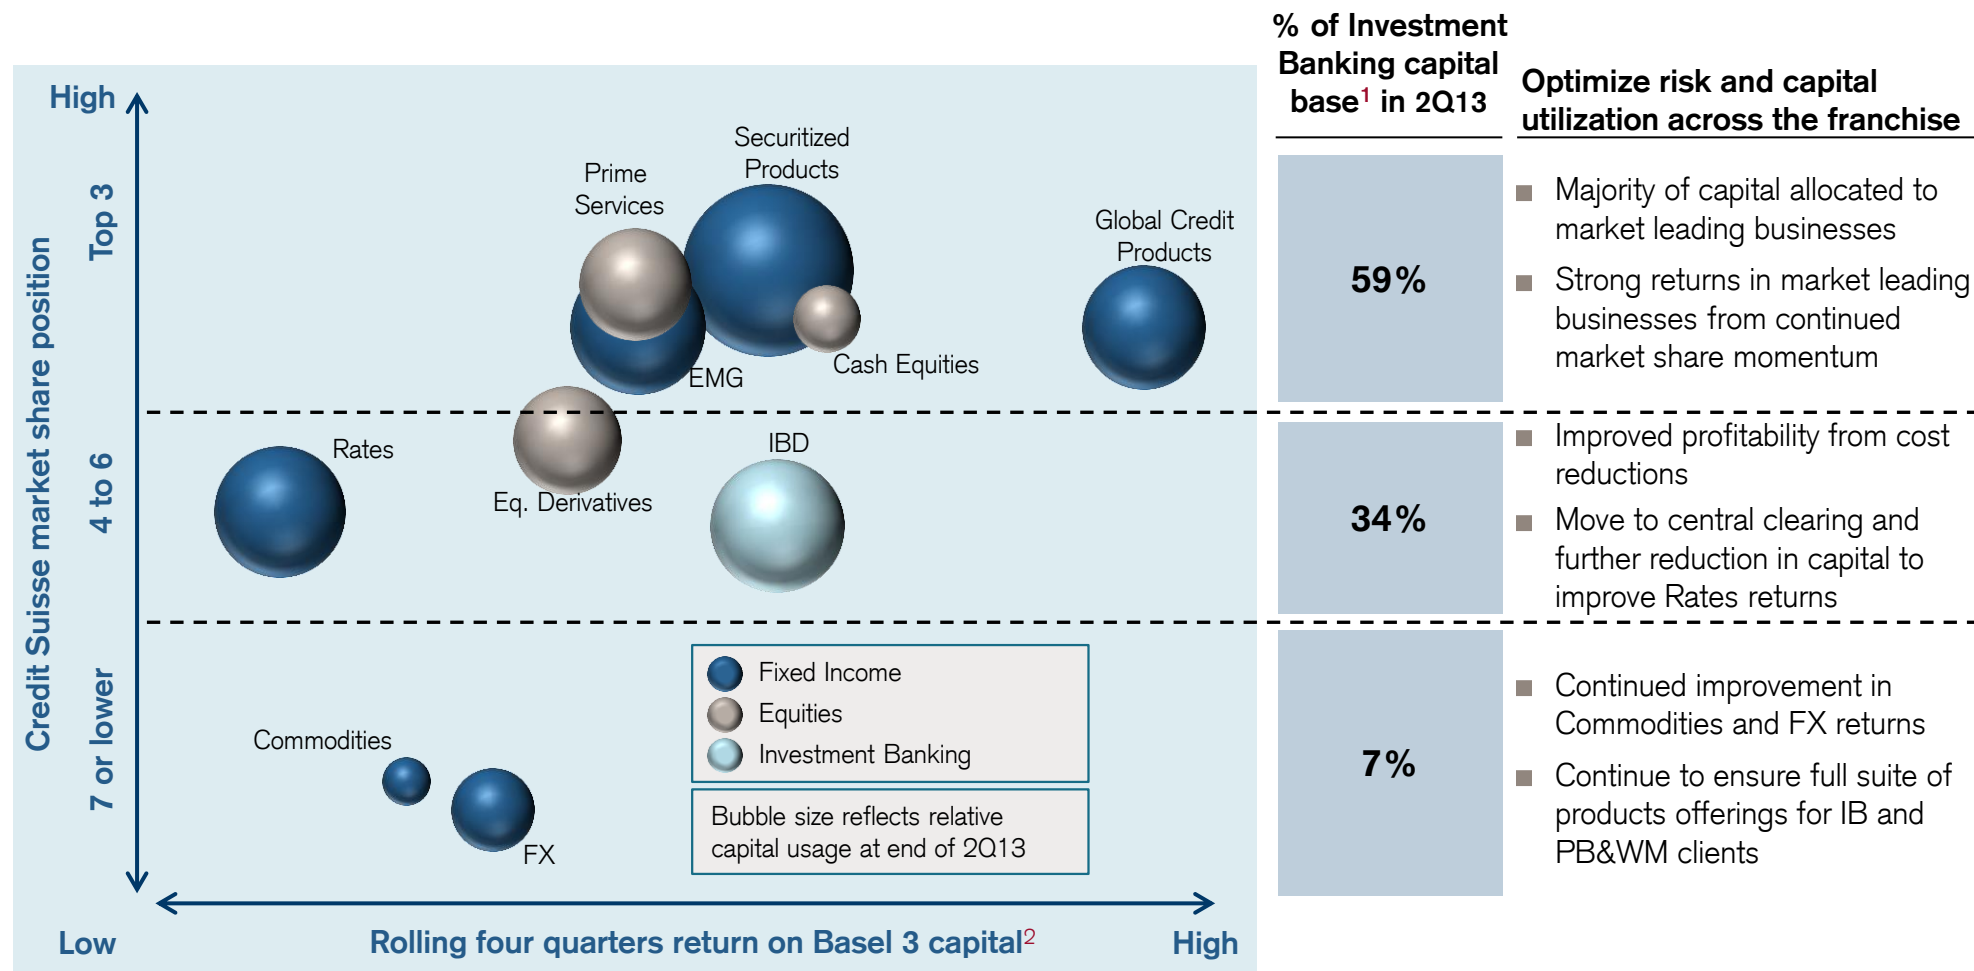 % of Investment
Banking capital
base1 in 2Q13
Optimize risk and capital
utilization across the franchise
High
Top 3
4 to 6
7 or lower
Credit Suisse market share position
Low
Securitized
Products
Prime
Services
Global Credit
Products
Cash Equities
EMG
Rates
IBD
Eq. Derivatives
Commodities
FX
Fixed Income
Equities
Investment Banking
Bubble size reflects relative
capital usage at end of 2Q13
Rolling four quarters return on Basel 3 capital2
High
59%
Majority of capital allocated to
market leading businesses
Strong returns in market leading
businesses from continued
market share momentum
34%
Improved profitability from cost
reductions
Move to central clearing and
further reduction in capital to
improve Rates returns
7%
Continued improvement in
Commodities and FX returns
Continue to ensure full suite of
products offerings for IB and
PB&WM clients